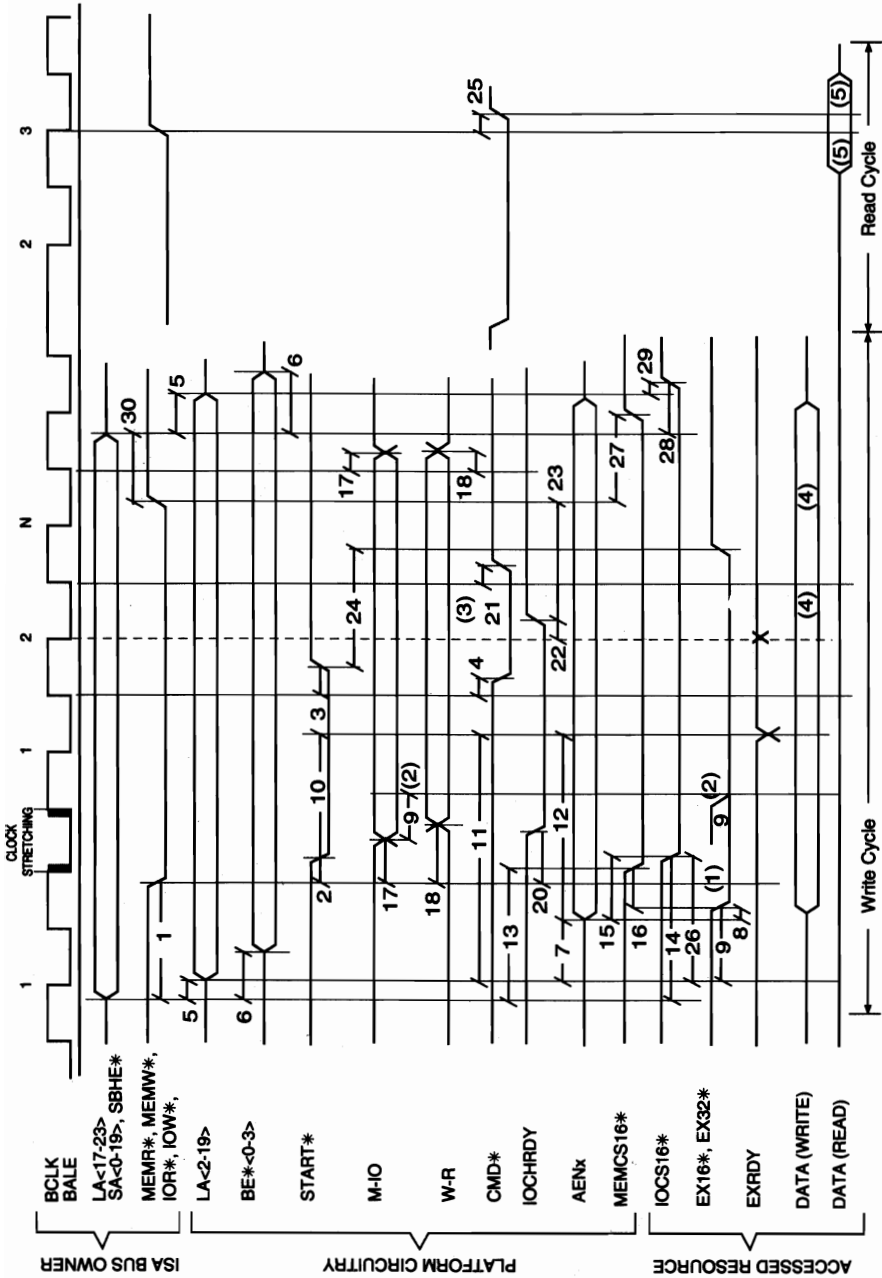 CLOCK
STRETCHING
1 1 2 N 2 3
ISA BUS OWNER
BCLK
BALE
LA<17-23>
SA<0-19>, SBHE*
MEMR*, MEMW*,
IOR*, IOW*,
1 30
LA<2-19>
5 5
BE*<0-3>
6 6
PLATFORM CIRCUITRY
START*
2 10 3 24
M-IO
17 9 (2) 17
W-R
18 18
CMD*
11 4 (3) 21 25
IOCHRDY
13 20 22 23
AENx
7 12
MEMCS16*
15 16 27
ACCESSED RESOURCE
IOCS16*
14 26 28 29
EX16*, EX32*
9 8 (1) 9 (2)
EXRDY
DATA (WRITE)
(4) (4)
DATA (READ)
(5) (5)
Write Cycle
Read Cycle